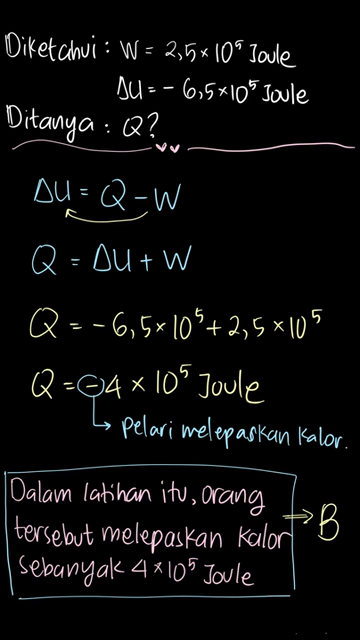 Diketahui : W = 2,5 × 10⁵ Joule
ΔU = - 6,5 × 10⁵ Joule
Ditanya : Q?
ΔU = Q - W
Q = ΔU + W
Q = - 6,5 × 10⁵ + 2,5 × 10⁵
Q = - 4 × 10⁵ Joule
pelari melepaskan kalor.
Dalam latihan itu, orang
tersebut melepaskan kalor
sebanyak 4 × 10⁵ Joule
⇒ B